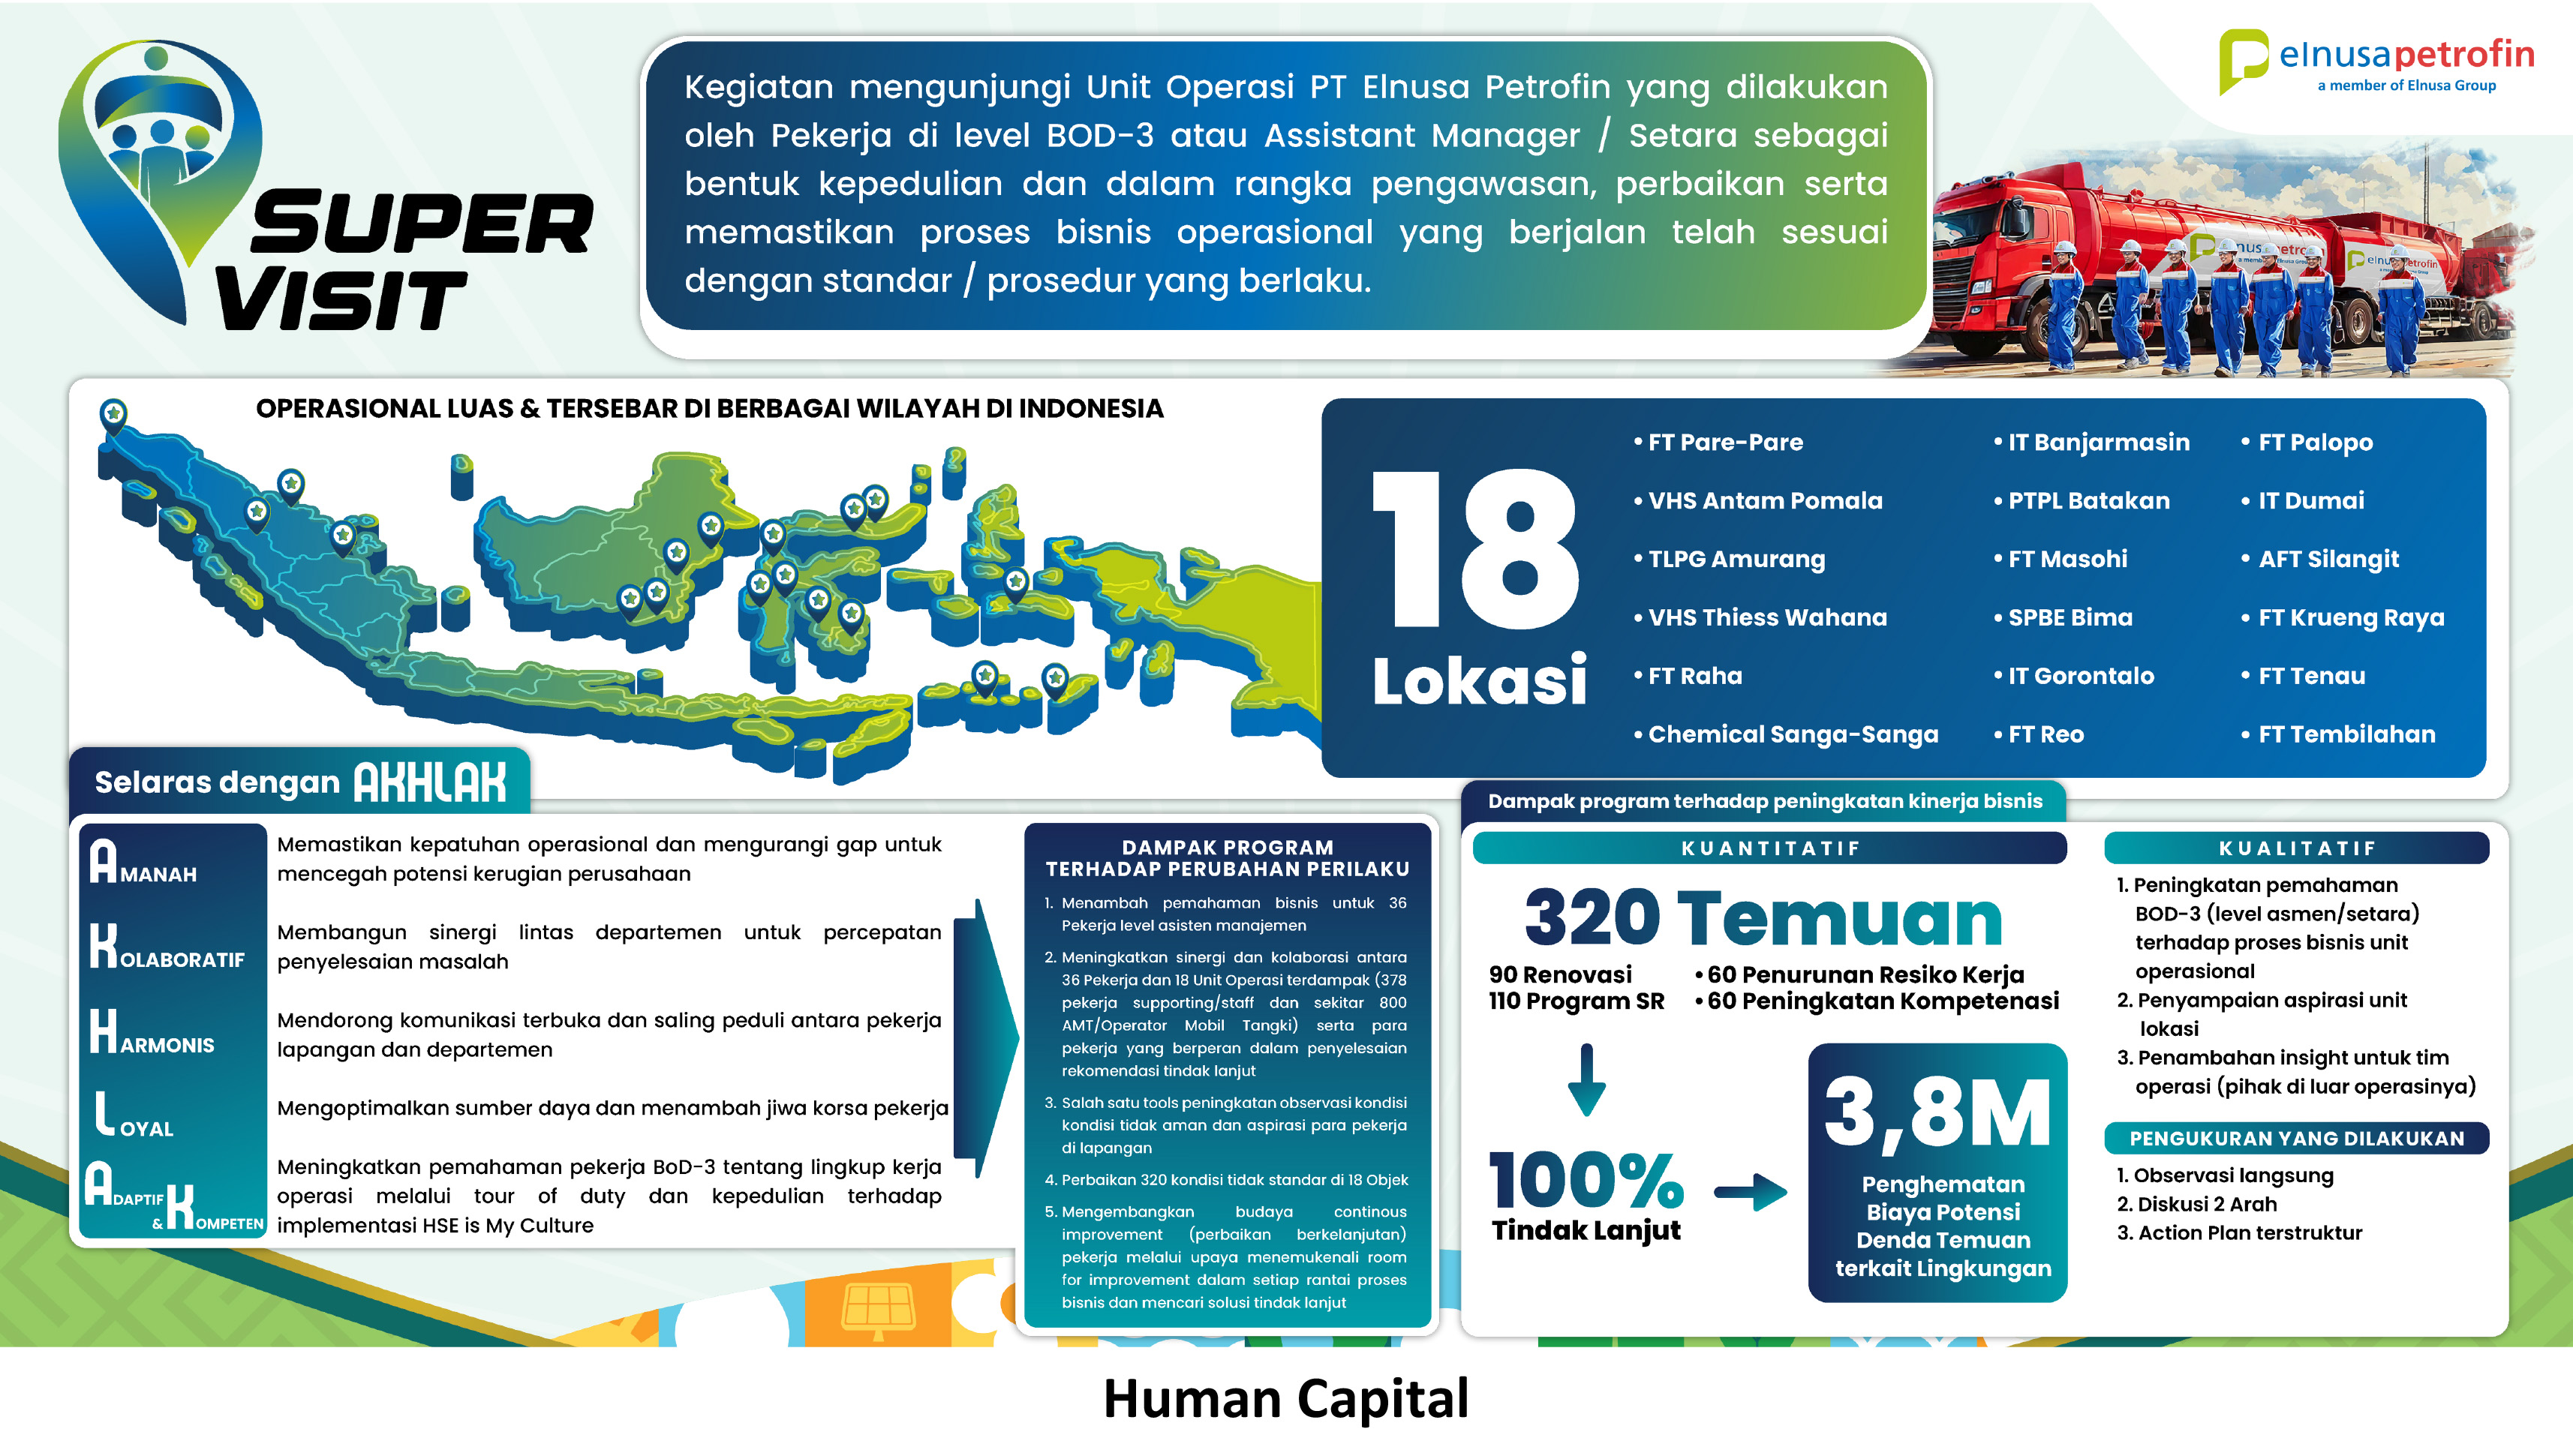 SUPER
VISIT
Kegiatan mengunjungi Unit Operasi PT Elnusa Petrofin yang dilakukan
oleh Pekerja di level BOD-3 atau Assistant Manager / Setara sebagai
bentuk kepedulian dan dalam rangka pengawasan, perbaikan serta
memastikan proses bisnis operasional yang berjalan telah sesuai
dengan standar / prosedur yang berlaku.
elnusapetrofin
a member of Elnusa Group
OPERASIONAL LUAS & TERSEBAR DI BERBAGAI WILAYAH DI INDONESIA
18
Lokasi
• FT Pare-Pare
• VHS Antam Pomala
• TLPG Amurang
• VHS Thiess Wahana
• FT Raha
• Chemical Sanga-Sanga
• IT Banjarmasin
• PTPL Batakan
• FT Masohi
• SPBE Bima
• IT Gorontalo
• FT Reo
• FT Palopo
• IT Dumai
• AFT Silangit
• FT Krueng Raya
• FT Tenau
• FT Tembilahan
Selaras dengan AKHLAK
AMANAH
Memastikan kepatuhan operasional dan mengurangi gap untuk
mencegah potensi kerugian perusahaan
KOLABORATIF
Membangun sinergi lintas departemen untuk percepatan
penyelesaian masalah
HARMONIS
Mendorong komunikasi terbuka dan saling peduli antara pekerja
lapangan dan departemen
LOYAL
Mengoptimalkan sumber daya dan menambah jiwa korsa pekerja
ADAPTIF
& KOMPETEN
Meningkatkan pemahaman pekerja BoD-3 tentang lingkup kerja
operasi melalui tour of duty dan kepedulian terhadap
implementasi HSE is My Culture
DAMPAK PROGRAM
TERHADAP PERUBAHAN PERILAKU
1. Menambah pemahaman bisnis untuk 36
Pekerja level asisten manajemen
2. Meningkatkan sinergi dan kolaborasi antara
36 Pekerja dan 18 Unit Operasi terdampak (378
pekerja supporting/staff dan sekitar 800
AMT/Operator Mobil Tangki) serta para
pekerja yang berperan dalam penyelesaian
rekomendasi tindak lanjut
3. Salah satu tools peningkatan observasi kondisi
kondisi tidak aman dan aspirasi para pekerja
di lapangan
4. Perbaikan 320 kondisi tidak standar di 18 Objek
5. Mengembangkan budaya continous
improvement (perbaikan berkelanjutan)
pekerja melalui upaya menemukenali room
for improvement dalam setiap rantai proses
bisnis dan mencari solusi tindak lanjut
Dampak program terhadap peningkatan kinerja bisnis
KUANTITATIF
320 Temuan
90 Renovasi
110 Program SR
• 60 Penurunan Resiko Kerja
• 60 Peningkatan Kompetenasi
100%
Tindak Lanjut
3,8M
Penghematan
Biaya Potensi
Denda Temuan
terkait Lingkungan
KUALITATIF
1. Peningkatan pemahaman
BOD-3 (level asmen/setara)
terhadap proses bisnis unit
operasional
2. Penyampaian aspirasi unit
lokasi
3. Penambahan insight untuk tim
operasi (pihak di luar operasinya)
PENGUKURAN YANG DILAKUKAN
1. Observasi langsung
2. Diskusi 2 Arah
3. Action Plan terstruktur
Human Capital